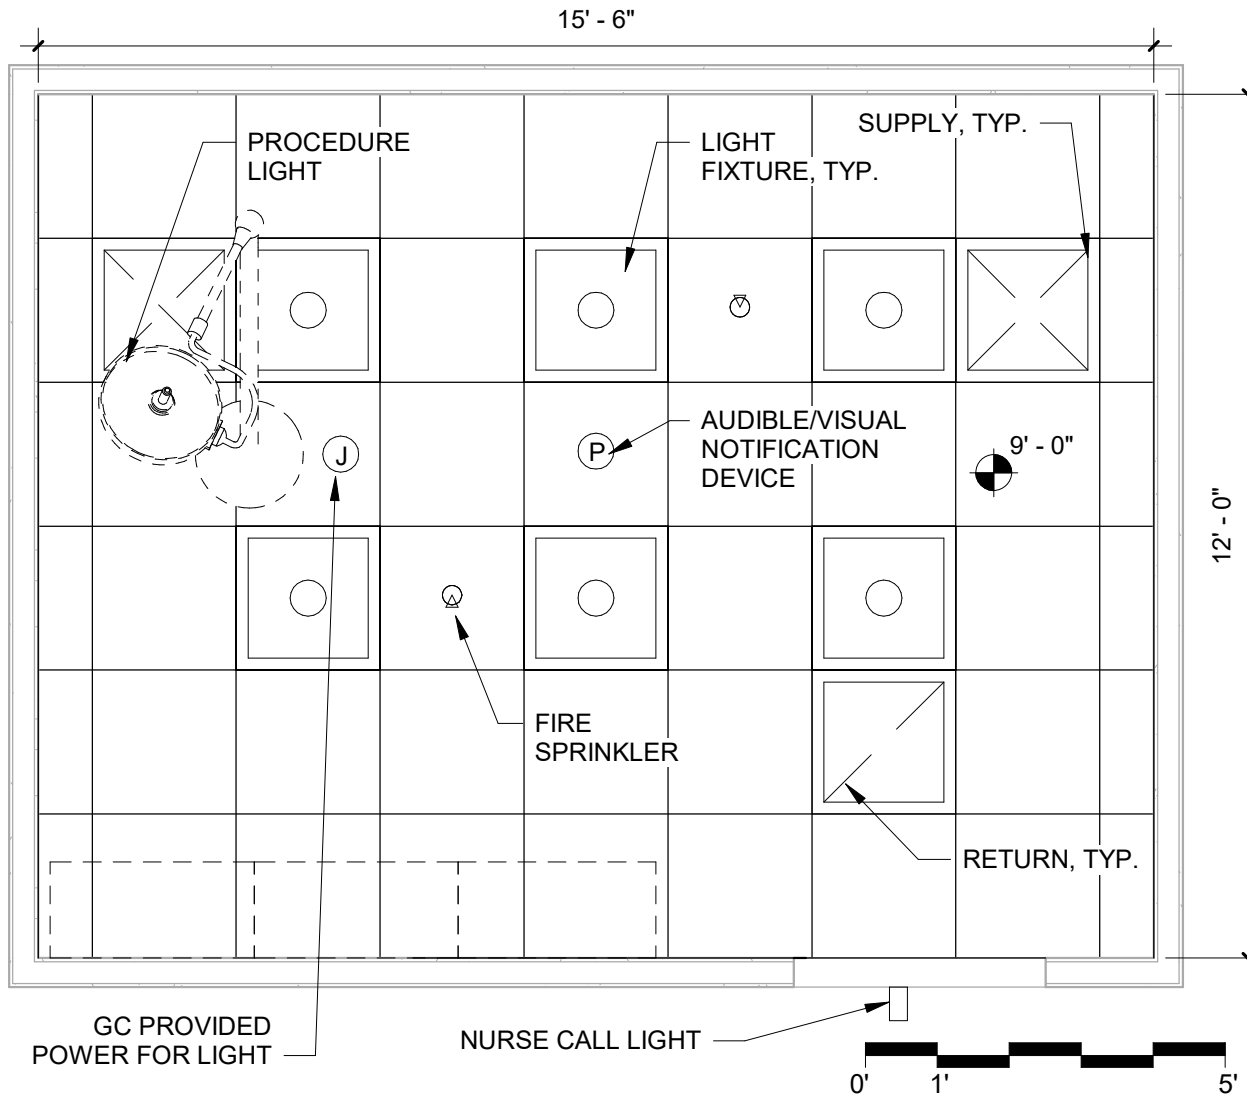 15' - 6"
SUPPLY, TYP.
PROCEDURE
LIGHT
LIGHT
FIXTURE, TYP.
AUDIBLE/VISUAL
NOTIFICATION
DEVICE
J
P
9' - 0"
12' - 0"
FIRE
SPRINKLER
RETURN, TYP.
GC PROVIDED
POWER FOR LIGHT
NURSE CALL LIGHT
0' 1' 5'